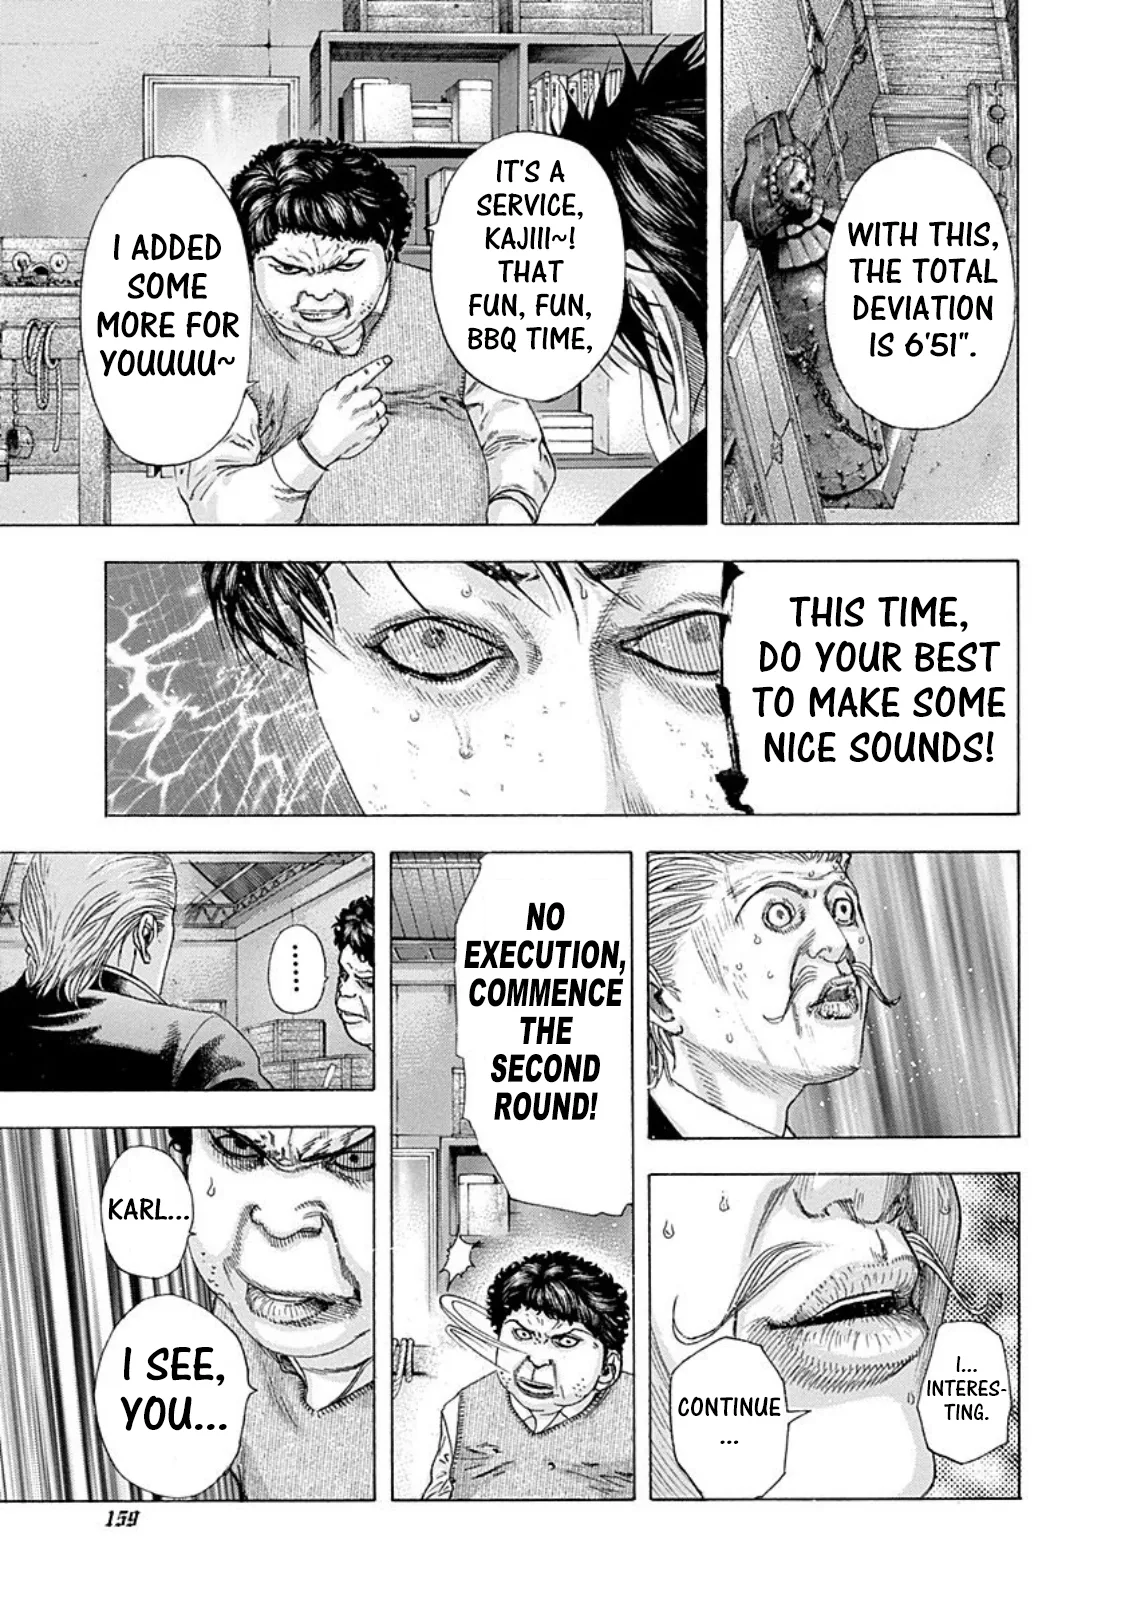 WITH THIS,
THE TOTAL
DEVIATION
IS 6'51".
IT'S A
SERVICE,
KAJIII~!
THAT
FUN, FUN,
BBQ TIME,
I ADDED
SOME
MORE FOR
YOUUUU~
THIS TIME,
DO YOUR BEST
TO MAKE SOME
NICE SOUNDS!
NO
EXECUTION,
COMMENCE
THE
SECOND
ROUND!
......
I...
INTERES-
TING.
CONTINUE
...
KARL...
I SEE,
YOU...
159